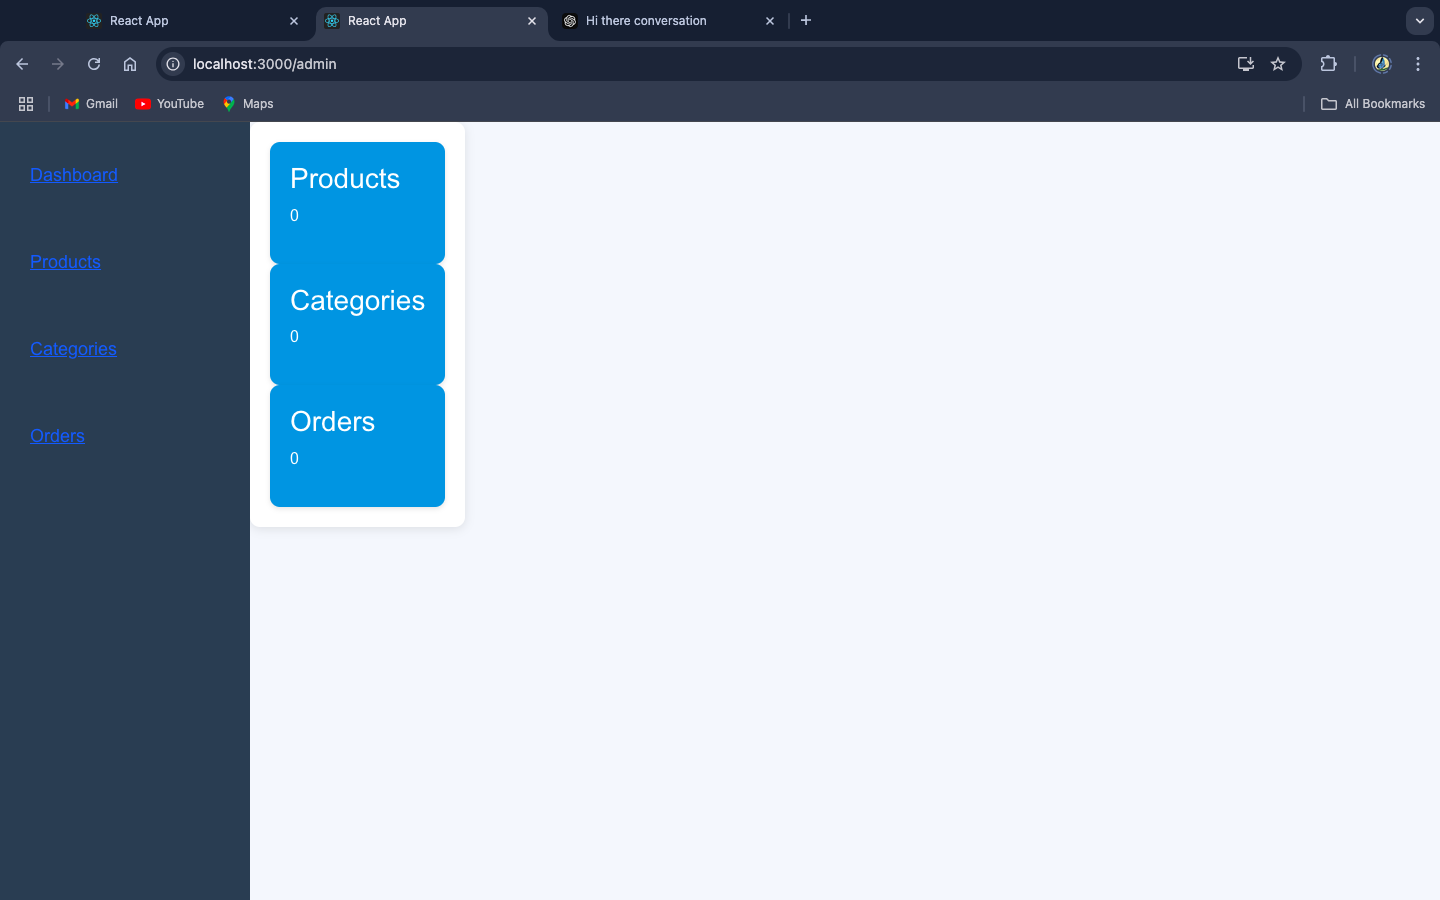 React App
React App
Hi there conversation
localhost:3000/admin
Gmail
YouTube
Maps
All Bookmarks
Dashboard
Products
Categories
Orders
Products
0
Categories
0
Orders
0